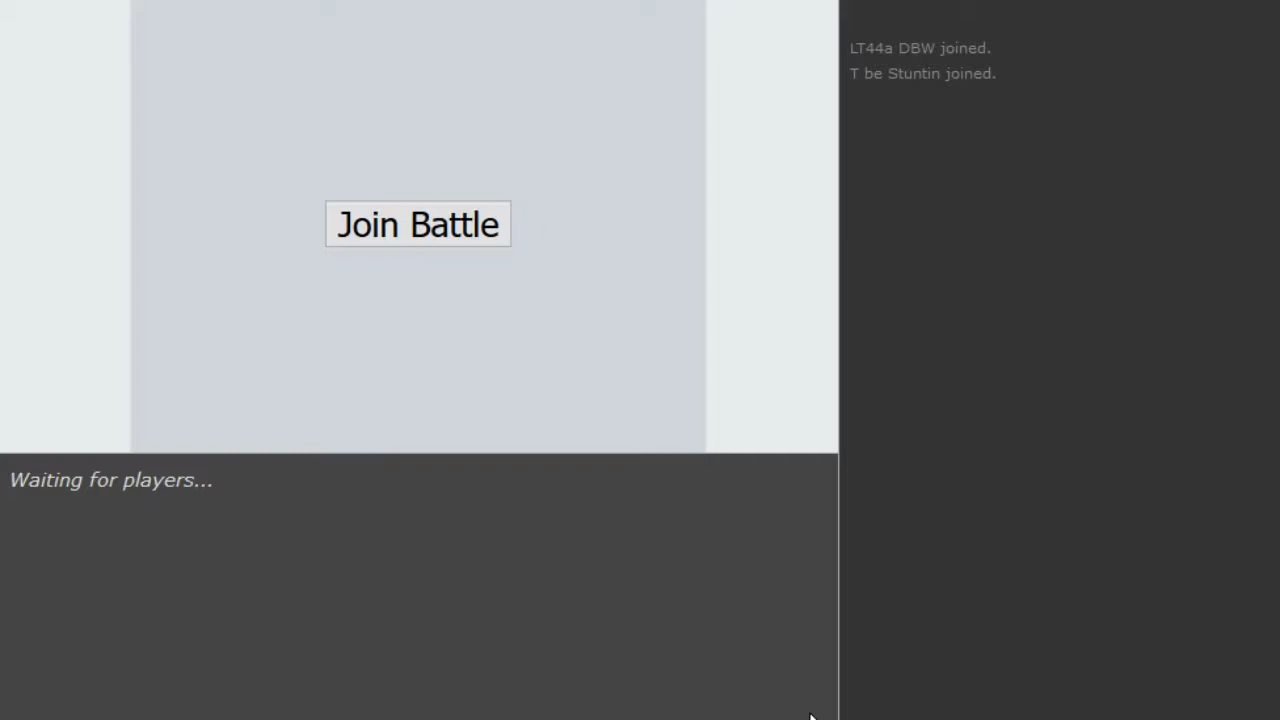 LT44a DBW joined.
T be Stuntin joined.
Join Battle
Waiting for players...